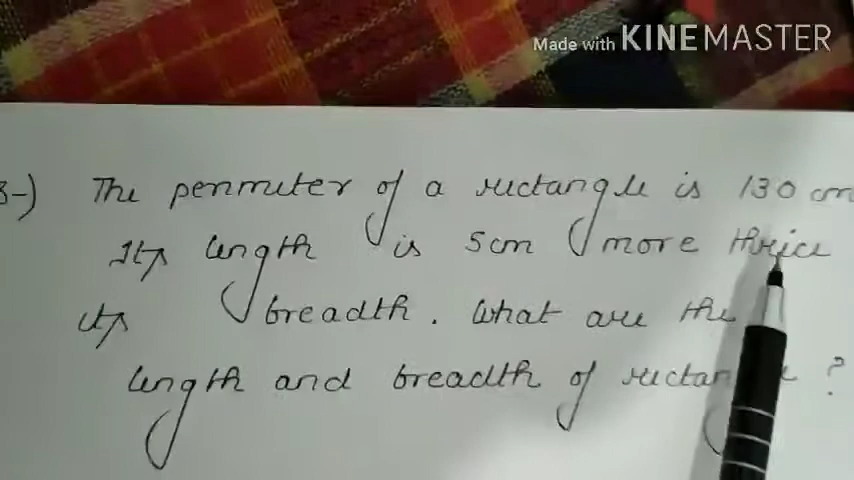 Made with KINEMASTER
3-) The perimeter of a rectangle is 130 cm
Its length is 5cm more thrice
its breadth. What are the
length and breadth of rectangle ?